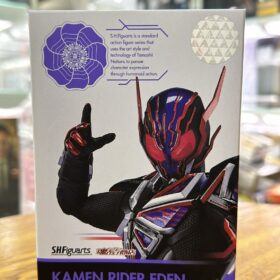 S.H.Figuarts is a standard
action figure series that
uses the art style and
technology of Tamashii
Nations to pursue
character expression
through humanoid action.
S.H.Figuarts
KAMEN RIDER EDEN